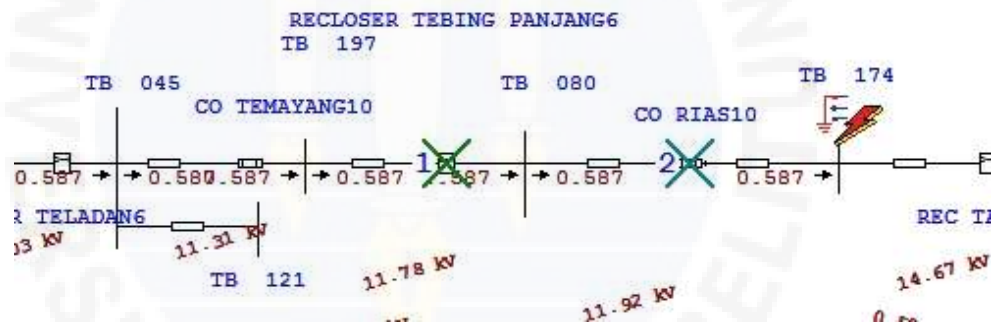 RECLOSER TEBING PANJANG6
TB 197
TB 045
CO TEMAYANG10
TB 080
CO RIAS10
TB 174
1
2
0.587
0.587
0.587
0.587
0.587
0.587
R TELADAN6
REC TA
11.31 kV
TB 121
11.78 kV
11.92 kV
14.67 kV